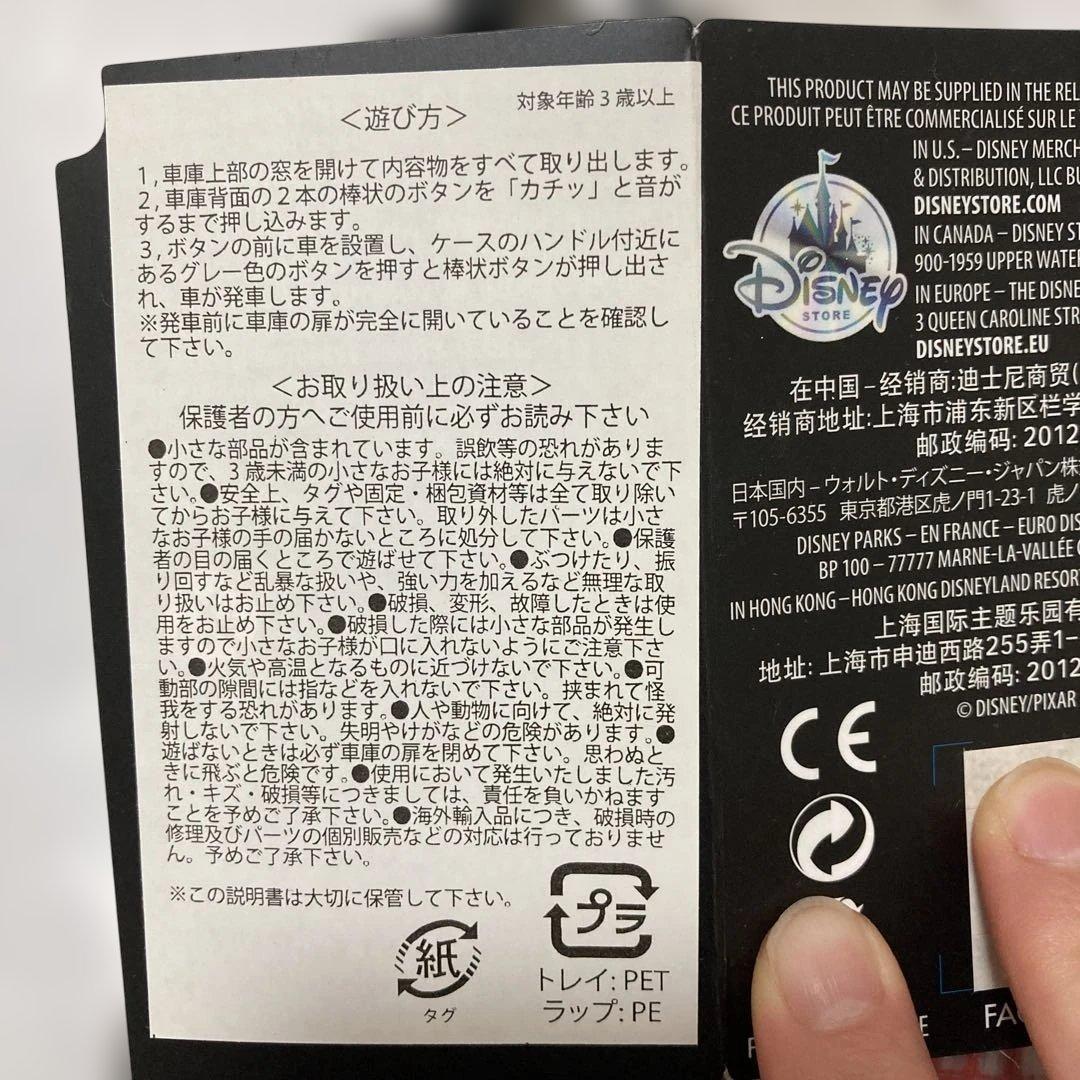 対象年齢3歳以上
＜遊び方＞
1,車庫上部の窓を開けて内容物をすべて取り出します。
2,車庫背面の2本の棒状のボタンを「カチッ」と音が
するまで押し込みます。
3,ボタンの前に車を設置し、ケースのハンドル付近に
あるグレー色のボタンを押すと棒状ボタンが押し出さ
れ、車が発車します。
※発車前に車庫の扉が完全に開いていることを確認し
て下さい。
＜お取り扱い上の注意＞
保護者の方へご使用前に必ずお読み下さい
●小さな部品が含まれています。誤飲等の恐れがありま
すので、3歳未満の小さなお子様には絶対に与えないで下
さい。●安全上、タグや固定・梱包資材等は全て取り除い
てからお子様に与えて下さい。取り外したパーツは小さ
なお子様の手の届かないところに処分して下さい。●保護
者の目の届くところで遊ばせて下さい。●ぶつけたり、振
り回すなど乱暴な扱いや、強い力を加えるなど無理な取
り扱いはお止め下さい。●破損、変形、故障したときは使
用をお止め下さい。●破損した際には小さな部品が発生し
ますので小さなお子様が口に入れないようにご注意下さ
い。●火気や高温となるものに近づけないで下さい。●可
動部の隙間には指などを入れないで下さい。挟まれて怪
我をする恐れがあります。●人や動物に向けて、絶対に発
射しないで下さい。失明やけがなどの危険があります。●
遊ばないときは必ず車庫の扉を閉めて下さい。思わぬと
きに飛ぶと危険です。●使用において発生いたしました汚
れ・キズ・破損等につきましては、責任を負いかねます
ことを予めご了承下さい。●海外輸入品につき、破損時の
修理及びパーツの個別販売などの対応は行っておりませ
ん。予めご了承下さい。
※この説明書は大切に保管して下さい。
紙
タグ
プラ
トレイ: PET
ラップ: PE
THIS PRODUCT MAY BE SUPPLIED IN THE
CE PRODUIT PEUT ÊTRE COMMERCIALISÉ SUR LE
Disney
STORE
IN U.S. – DISNEY
& DISTRIBUTION, LLC
DISNEYSTORE.COM
IN CANADA – DISNEY
900-1959 UPPER
IN EUROPE – THE
3 QUEEN CAROLINE
DISNEYSTORE.EU
在中国 – 经销商:迪士尼商贸(
经销商地址:上海市浦东新区栏学
邮政编码: 2012
日本国内 – ウォルト・ディズニー・ジャパン株
〒105-6355 東京都港区虎ノ門1-23-1 虎ノ
DISNEY PARKS – EN FRANCE – EURO
BP 100 – 77777 MARNE-LA-VALLÉE
IN HONG KONG – HONG KONG DISNEYLAND
上海国际主题乐园有
地址: 上海市申迪西路255弄1-
邮政编码: 2012
© DISNEY/PIXAR
CE